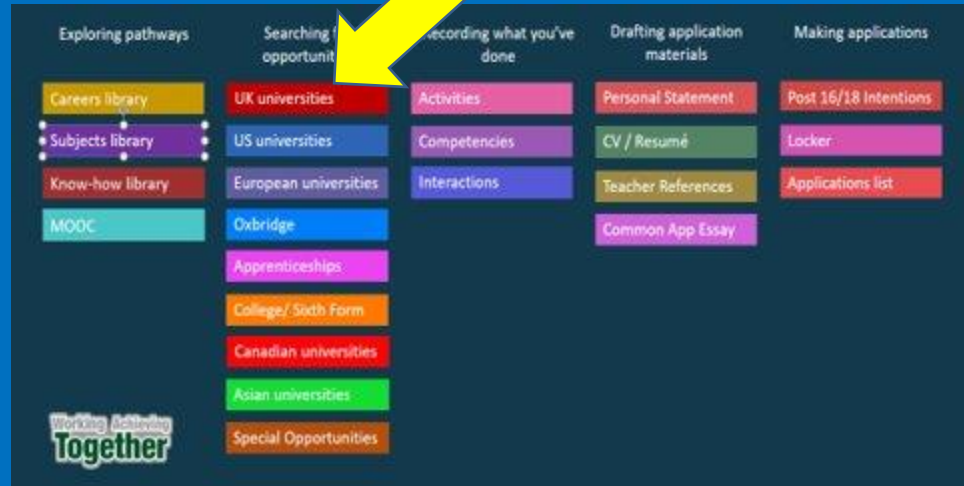 Exploring pathways
Careers library
Subjects library
Know-how library
MOOC
Searching
opportunit
UK universities
US universities
European universities
Oxbridge
Apprenticeships
College/ Sixth Form
Canadian universities
Asian universities
Special Opportunities
ecording what you've
done
Activities
Competencies
Interactions
Drafting application
materials
Personal Statement
CV / Resumé
Teacher References
Common App Essay
Making applications
Post 16/18 Intentions
Locker
Applications list
Working Achieving
Together